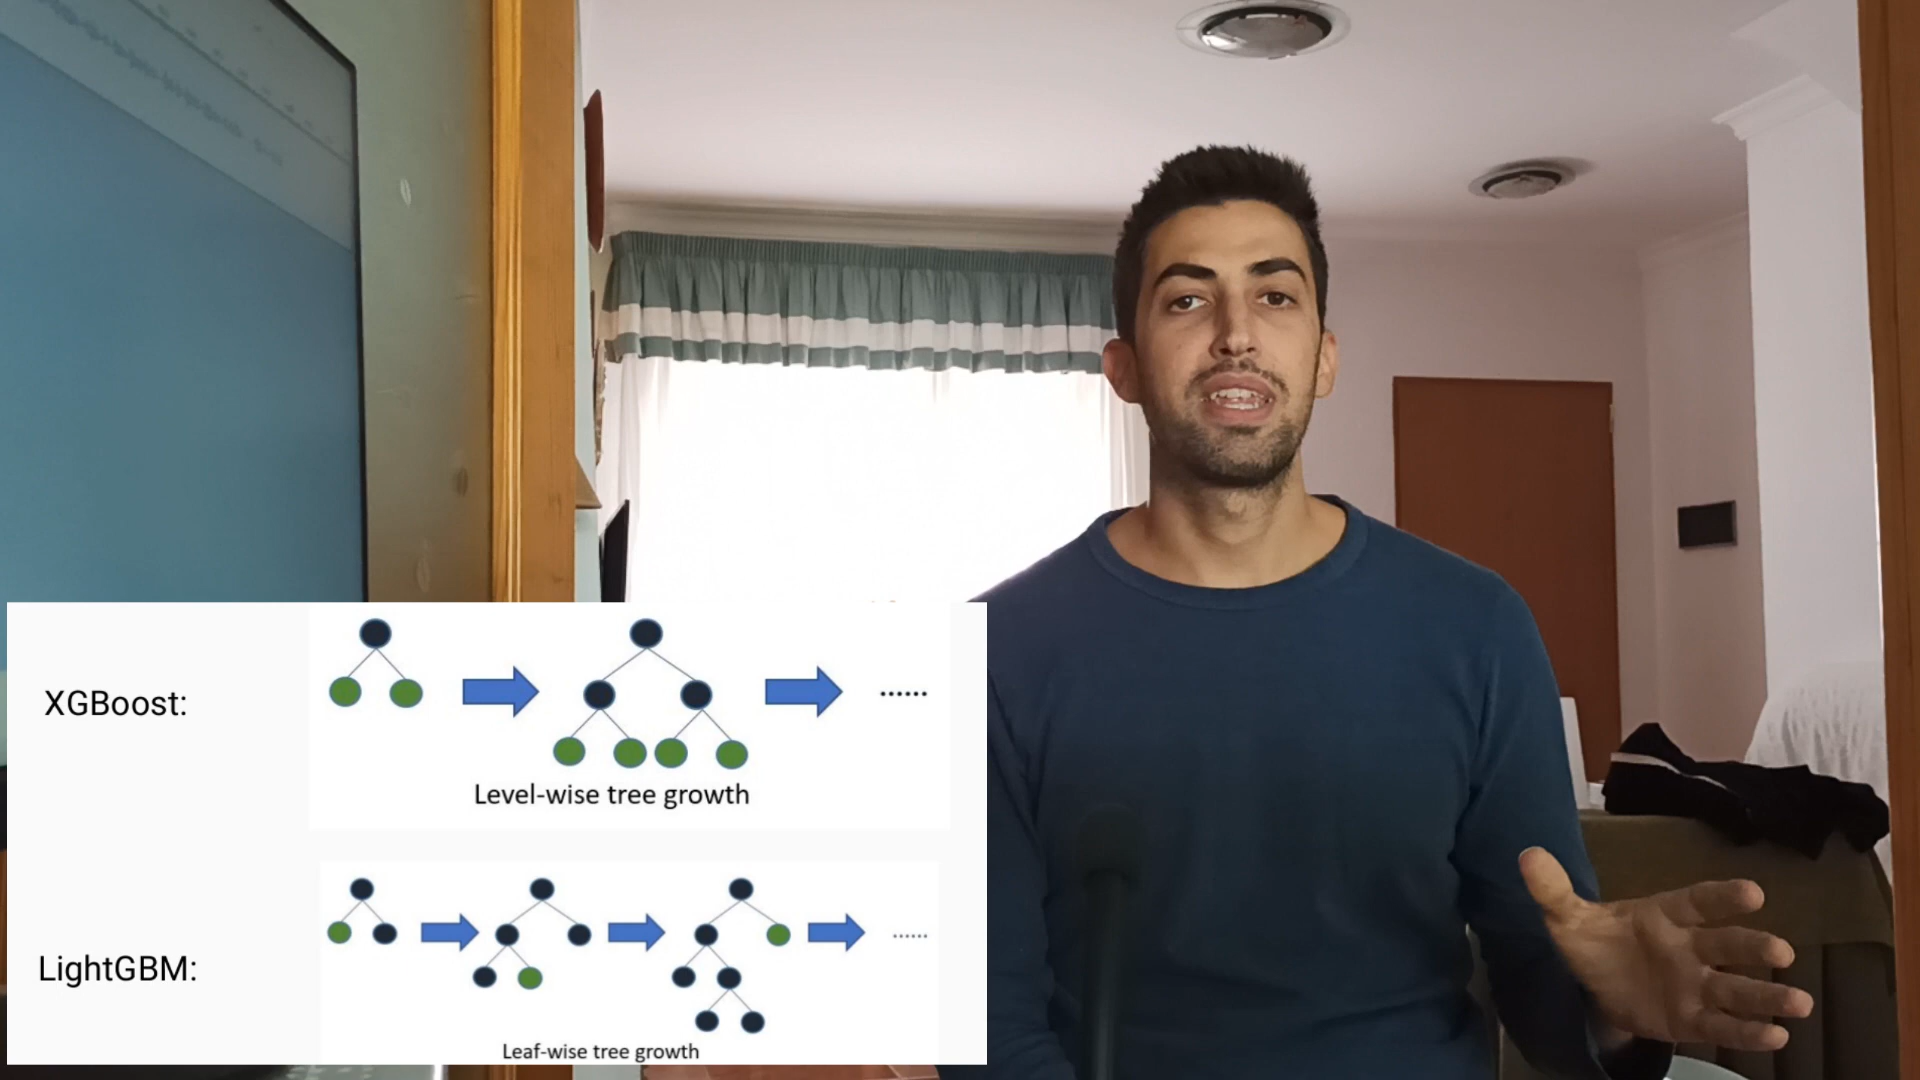 XGBoost:
......
Level-wise tree growth
LightGBM:
......
Leaf-wise tree growth